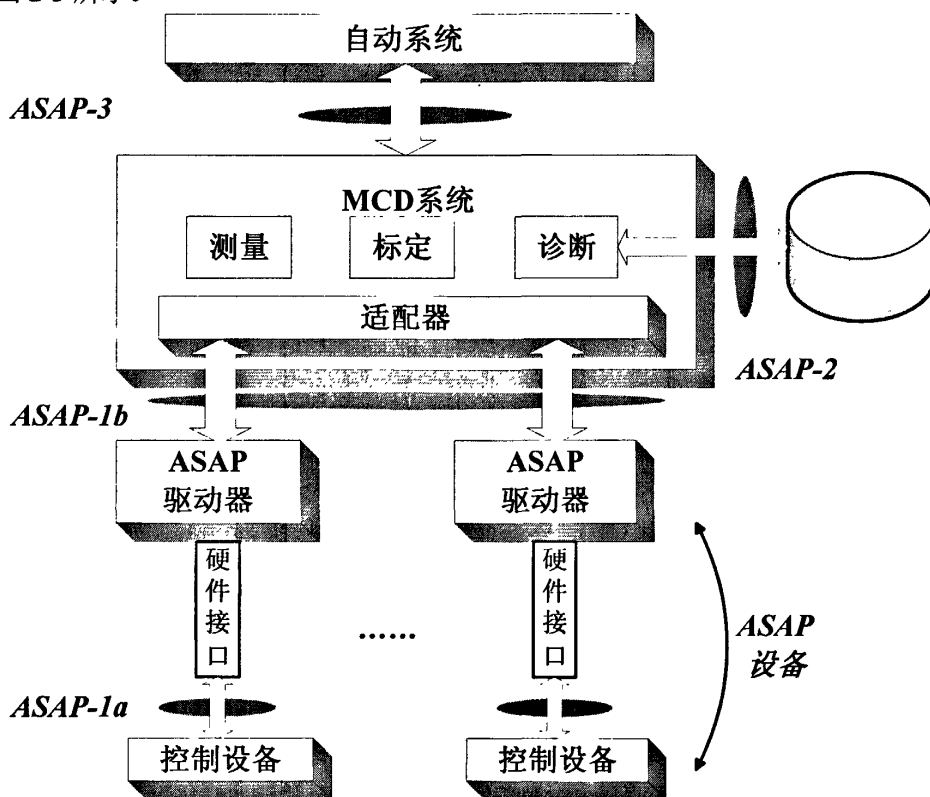 自动系统
ASAP-3
MCD系统
测量
标定
诊断
适配器
ASAP-2
ASAP-1b
ASAP
驱动器
ASAP
驱动器
硬件接口
……
硬件接口
ASAP
设备
ASAP-1a
控制设备
控制设备